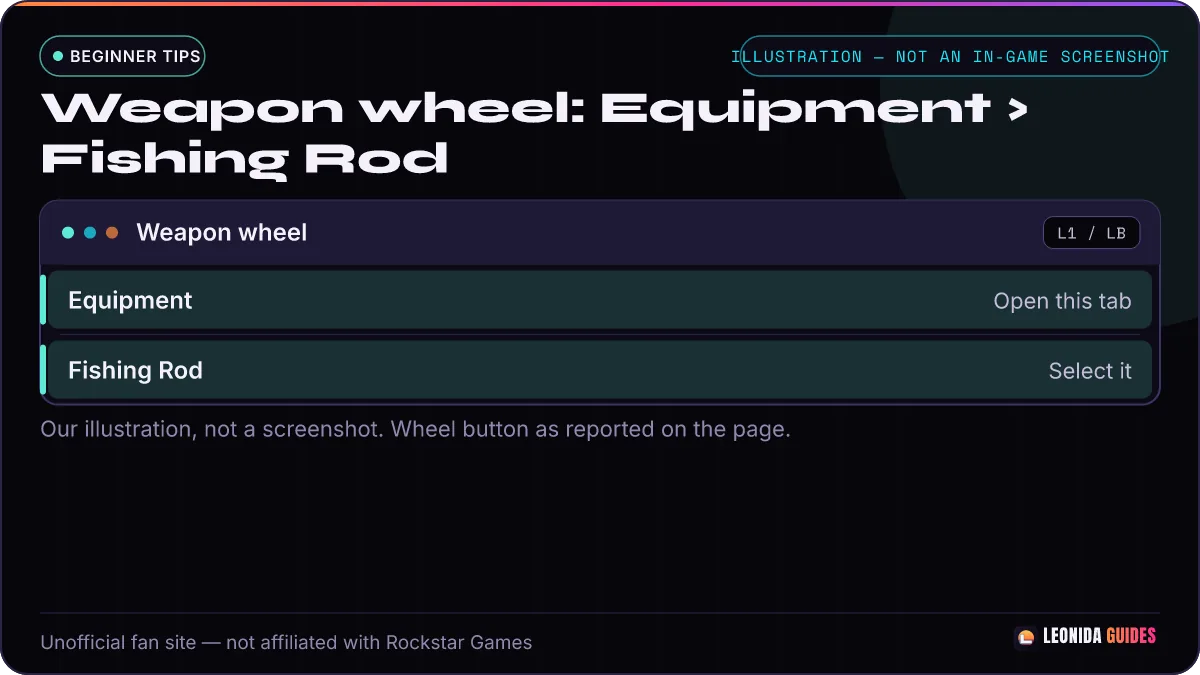 BEGINNER TIPS
ILLUSTRATION — NOT AN IN-GAME SCREENSHOT
Weapon wheel: Equipment >
Fishing Rod
Weapon wheel
L1 / LB
Equipment
Open this tab
Fishing Rod
Select it
Our illustration, not a screenshot. Wheel button as reported on the page.
Unofficial fan site — not affiliated with Rockstar Games
LEONIDA GUIDES